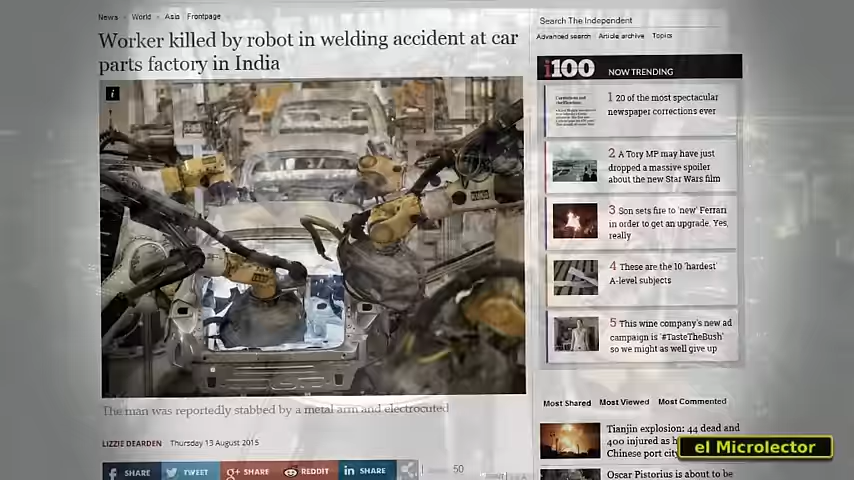 News World Asia Frontpage
Worker killed by robot in welding accident at car
parts factory in India
i
The man was reportedly stabbed by a metal arm and electrocuted
LIZZIE DEARDEN Thursday 13 August 2015
SHARE TWEET SHARE REDDIT SHARE 50
Search The Independent
Advanced search Article archive Topics
i100 NOW TRENDING
1 20 of the most spectacular
newspaper corrections ever
2 A Tory MP may have just
dropped a massive spoiler
about the new Star Wars film
3 Son sets fire to 'new' Ferrari
in order to get an upgrade. Yes,
really
4 These are the 10 'hardest'
A-level subjects
5 This wine company's new ad
campaign is '#TasteTheBush'
so we might as well give up
Most Shared Most Viewed Most Commented
Tianjin explosion: 44 dead and
400 injured as
Chinese port
Oscar Pistorius is about to be
el Microlector